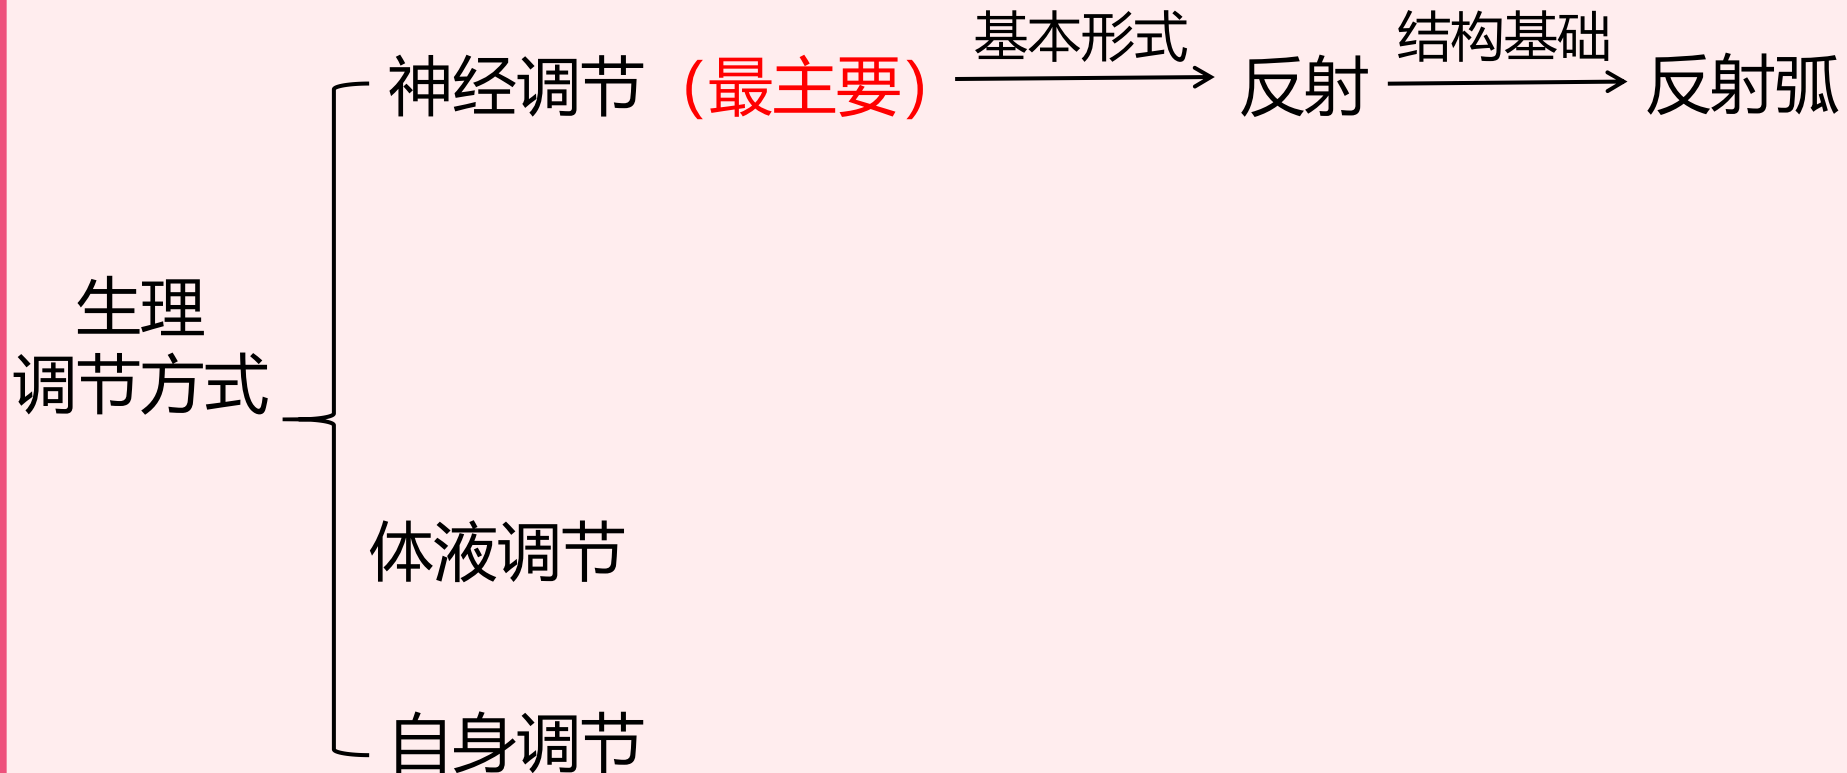 基本形式
结构基础
神经调节（最主要）
反射
反射弧
生理
调节方式
体液调节
自身调节